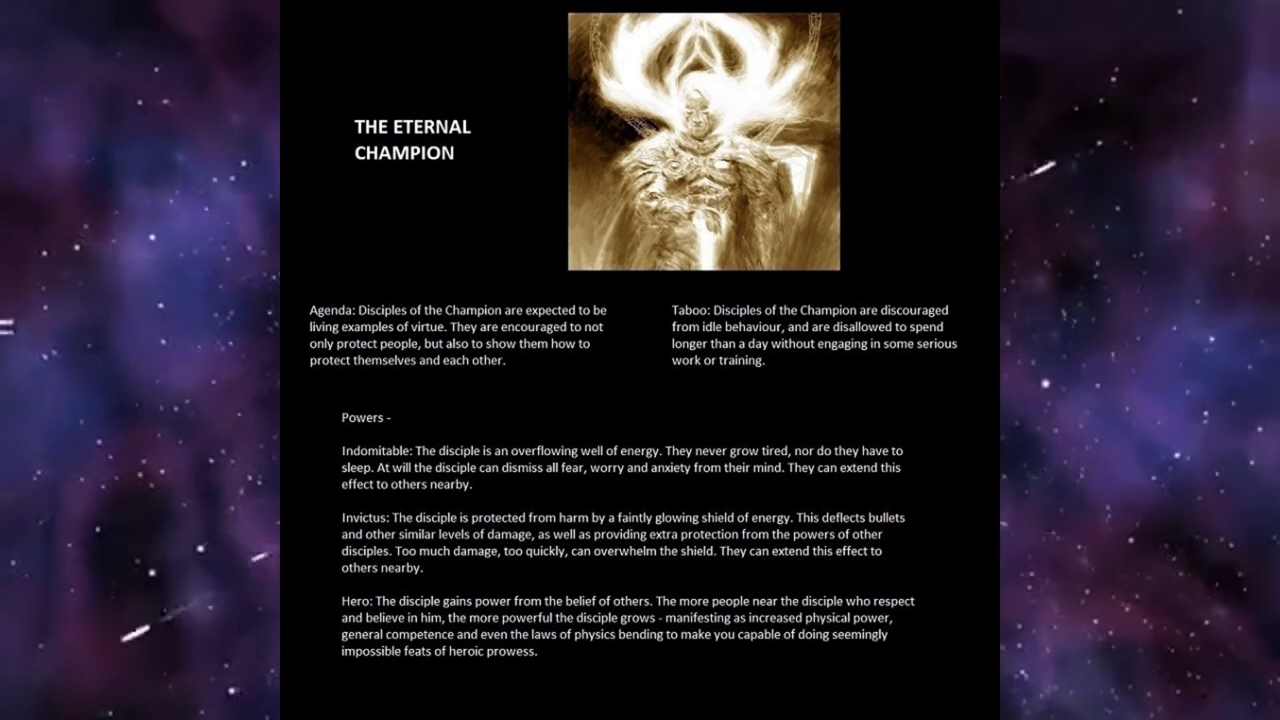 THE ETERNAL
CHAMPION
Agenda: Disciples of the Champion are expected to be
living examples of virtue. They are encouraged to not
only protect people, but also to show them how to
protect themselves and each other.
Taboo: Disciples of the Champion are discouraged
from idle behaviour, and are disallowed to spend
longer than a day without engaging in some serious
work or training.
Powers -
Indomitable: The disciple is an overflowing well of energy. They never grow tired, nor do they have to
sleep. At will the disciple can dismiss all fear, worry and anxiety from their mind. They can extend this
effect to others nearby.
Invictus: The disciple is protected from harm by a faintly glowing shield of energy. This deflects bullets
and other similar levels of damage, as well as providing extra protection from the powers of other
disciples. Too much damage, too quickly, can overwhelm the shield. They can extend this effect to
others nearby.
Hero: The disciple gains power from the belief of others. The more people near the disciple who respect
and believe in him, the more powerful the disciple grows - manifesting as increased physical power,
general competence and even the laws of physics bending to make you capable of doing seemingly
impossible feats of heroic prowess.